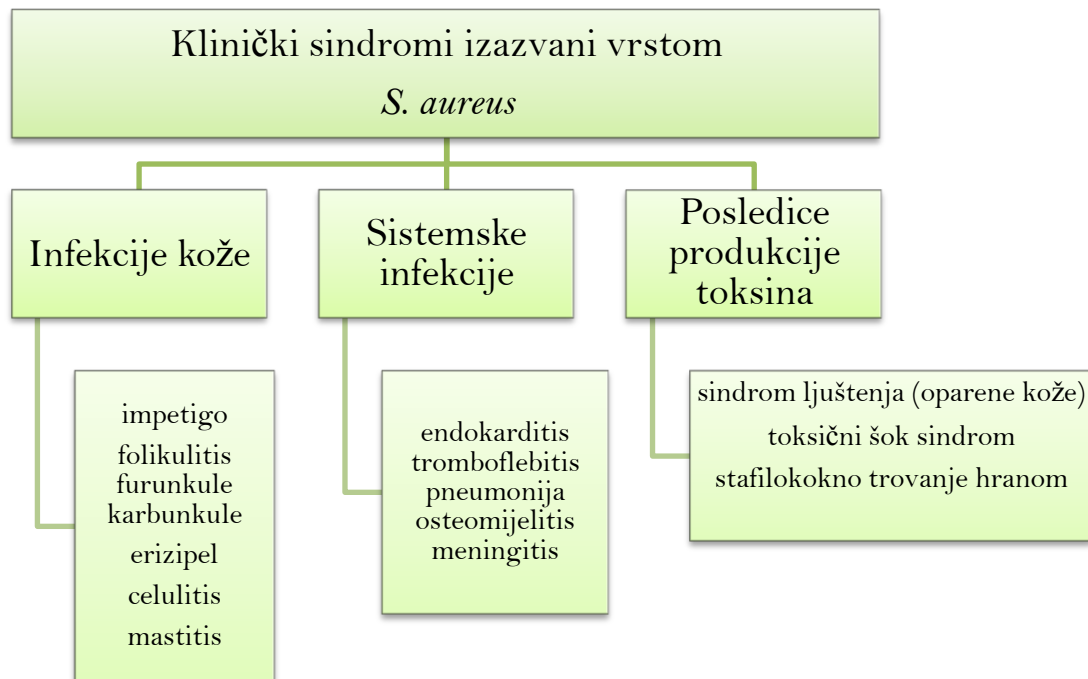 Klinički sindromi izazvani vrstom
S. aureus
Infekcije kože
Sistemske
infekcije
Posledice
produkcije
toksina
impetigo
folikulitis
furunkule
karbunkule
erizipel
celulitis
mastitis
endokarditis
tromboflebitis
pneumonija
osteomijelitis
meningitis
sindrom ljuštenja (oparene kože)
toksični šok sindrom
stafilokokno trovanje hranom